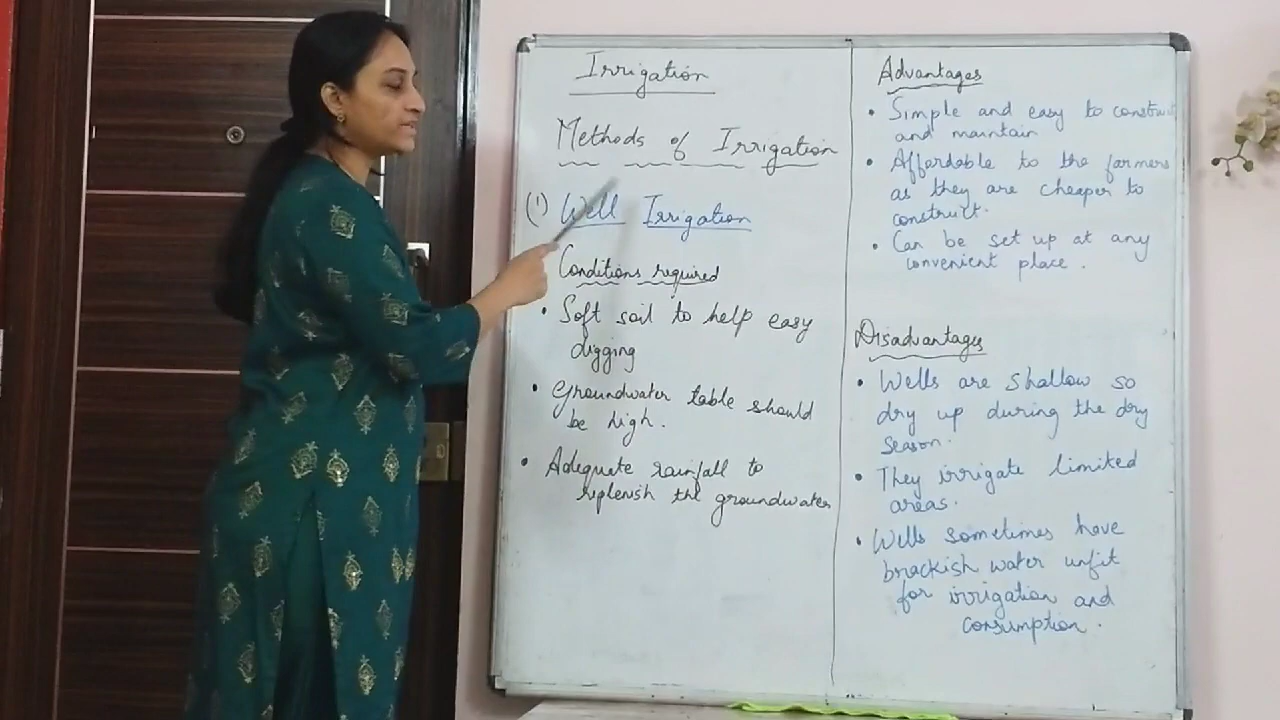 Irrigation
Methods of Irrigation
(1) Well Irrigation
Conditions required
• Soft soil to help easy
digging
• Groundwater table should
be high.
• Adequate rainfall to
replenish the groundwater
Advantages
• Simple and easy to construct
and maintain
• Affordable to the farmers
as they are cheaper to
construct.
• Can be set up at any
convenient place.
Disadvantages
• Wells are shallow so
dry up during the dry
season.
• They irrigate limited
areas.
• Wells sometimes have
brackish water unfit
for irrigation and
consumption.